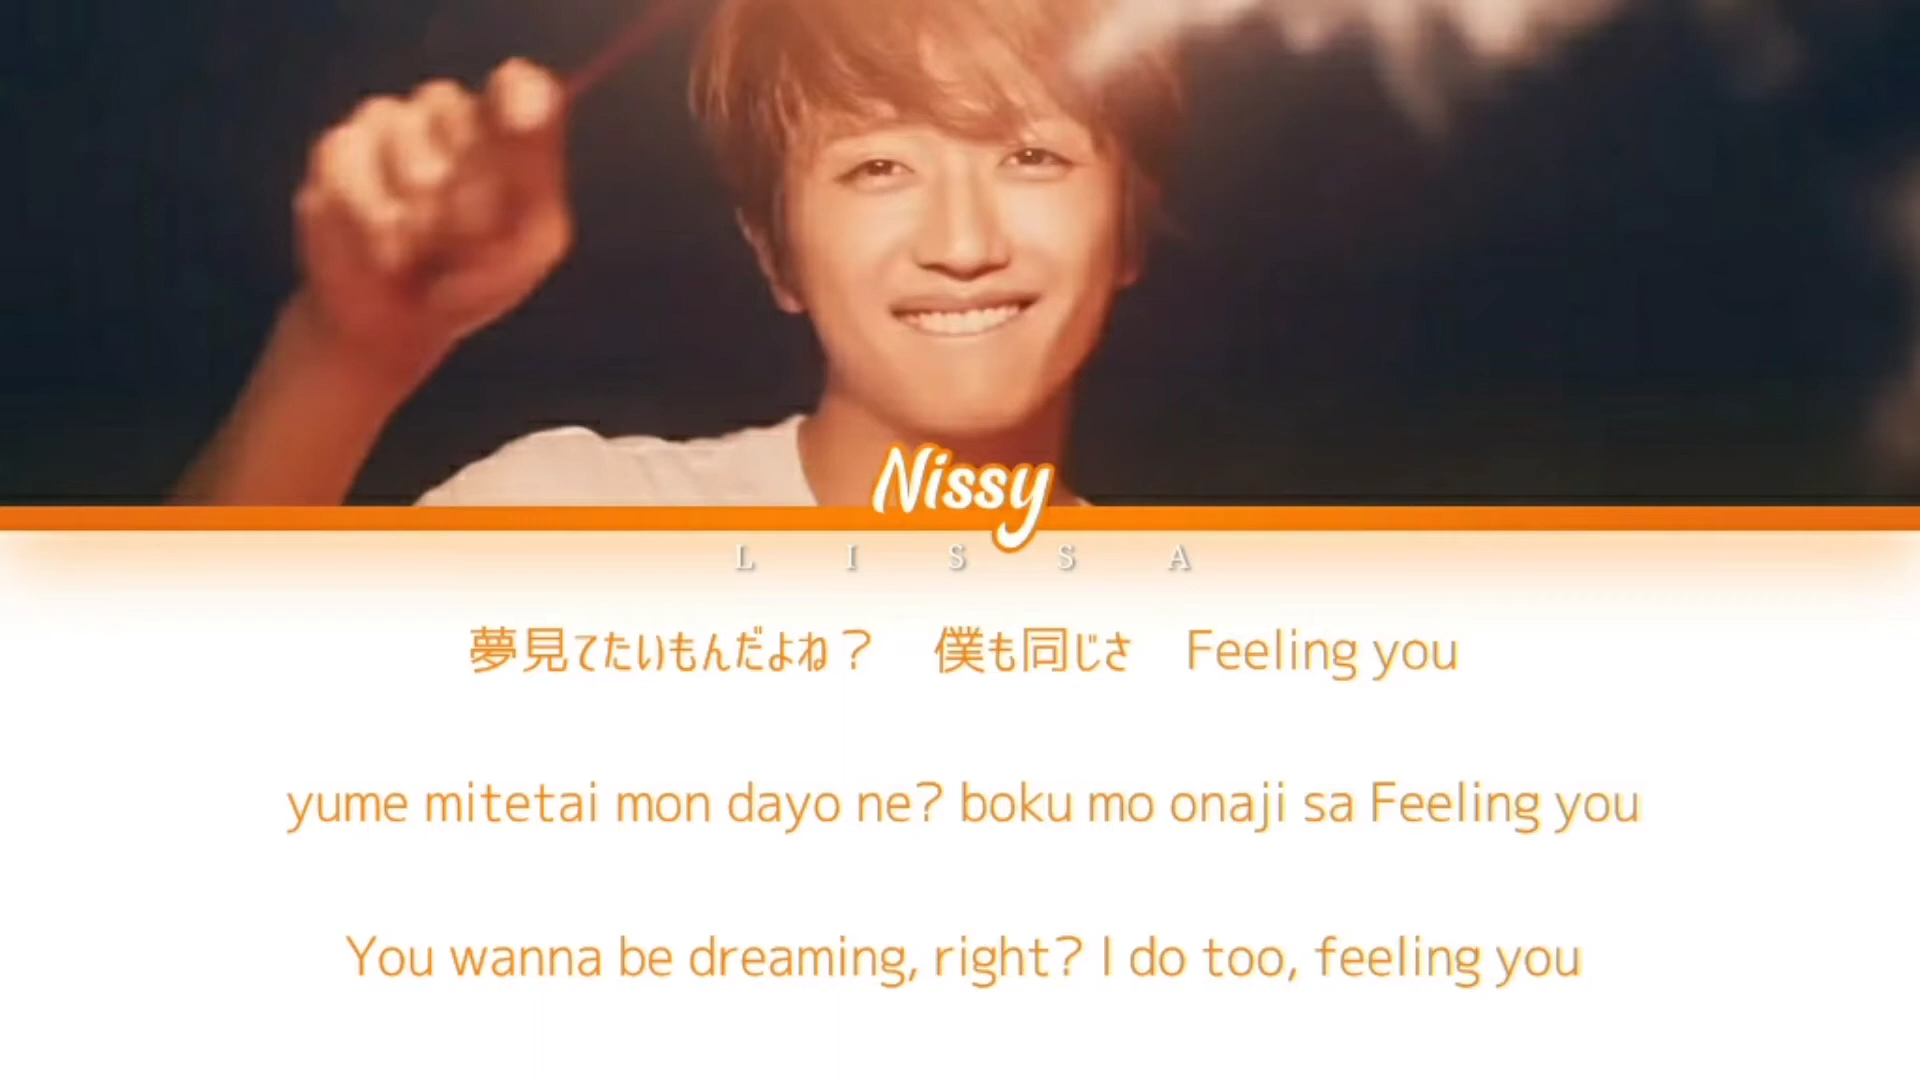 Nissy
L I S S A
夢見てたいもんだよね？　僕も同じさ　Feeling you
yume mitetai mon dayo ne? boku mo onaji sa Feeling you
You wanna be dreaming, right? I do too, feeling you